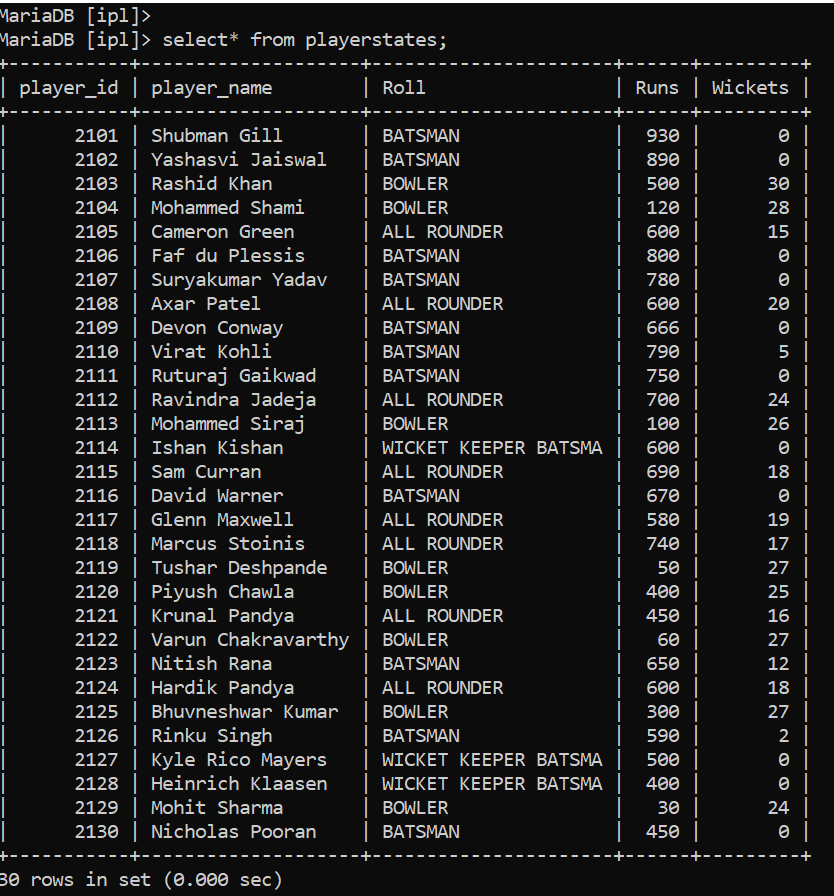 MariaDB [ipl]>
MariaDB [ipl]> select* from playerstates;
+-----------+--------------------+----------------------+------+---------+
| player_id | player_name        | Roll                 | Runs | Wickets |
+-----------+--------------------+----------------------+------+---------+
|      2101 | Shubman Gill       | BATSMAN              |  930 |       0 |
|      2102 | Yashasvi Jaiswal   | BATSMAN              |  890 |       0 |
|      2103 | Rashid Khan        | BOWLER               |  500 |      30 |
|      2104 | Mohammed Shami     | BOWLER               |  120 |      28 |
|      2105 | Cameron Green      | ALL ROUNDER          |  600 |      15 |
|      2106 | Faf du Plessis     | BATSMAN              |  800 |       0 |
|      2107 | Suryakumar Yadav   | BATSMAN              |  780 |       0 |
|      2108 | Axar Patel         | ALL ROUNDER          |  600 |      20 |
|      2109 | Devon Conway       | BATSMAN              |  666 |       0 |
|      2110 | Virat Kohli        | BATSMAN              |  790 |       5 |
|      2111 | Ruturaj Gaikwad    | BATSMAN              |  750 |       0 |
|      2112 | Ravindra Jadeja    | ALL ROUNDER          |  700 |      24 |
|      2113 | Mohammed Siraj     | BOWLER               |  100 |      26 |
|      2114 | Ishan Kishan       | WICKET KEEPER BATSMA |  600 |       0 |
|      2115 | Sam Curran         | ALL ROUNDER          |  690 |      18 |
|      2116 | David Warner       | BATSMAN              |  670 |       0 |
|      2117 | Glenn Maxwell      | ALL ROUNDER          |  580 |      19 |
|      2118 | Marcus Stoinis     | ALL ROUNDER          |  740 |      17 |
|      2119 | Tushar Deshpande   | BOWLER               |   50 |      27 |
|      2120 | Piyush Chawla      | BOWLER               |  400 |      25 |
|      2121 | Krunal Pandya      | ALL ROUNDER          |  450 |      16 |
|      2122 | Varun Chakravarthy | BOWLER               |   60 |      27 |
|      2123 | Nitish Rana        | BATSMAN              |  650 |      12 |
|      2124 | Hardik Pandya      | ALL ROUNDER          |  600 |      18 |
|      2125 | Bhuvneshwar Kumar  | BOWLER               |  300 |      27 |
|      2126 | Rinku Singh        | BATSMAN              |  590 |       2 |
|      2127 | Kyle Rico Mayers   | WICKET KEEPER BATSMA |  500 |       0 |
|      2128 | Heinrich Klaasen   | WICKET KEEPER BATSMA |  400 |       0 |
|      2129 | Mohit Sharma       | BOWLER               |   30 |      24 |
|      2130 | Nicholas Pooran    | BATSMAN              |  450 |       0 |
+-----------+--------------------+----------------------+------+---------+
30 rows in set (0.000 sec)